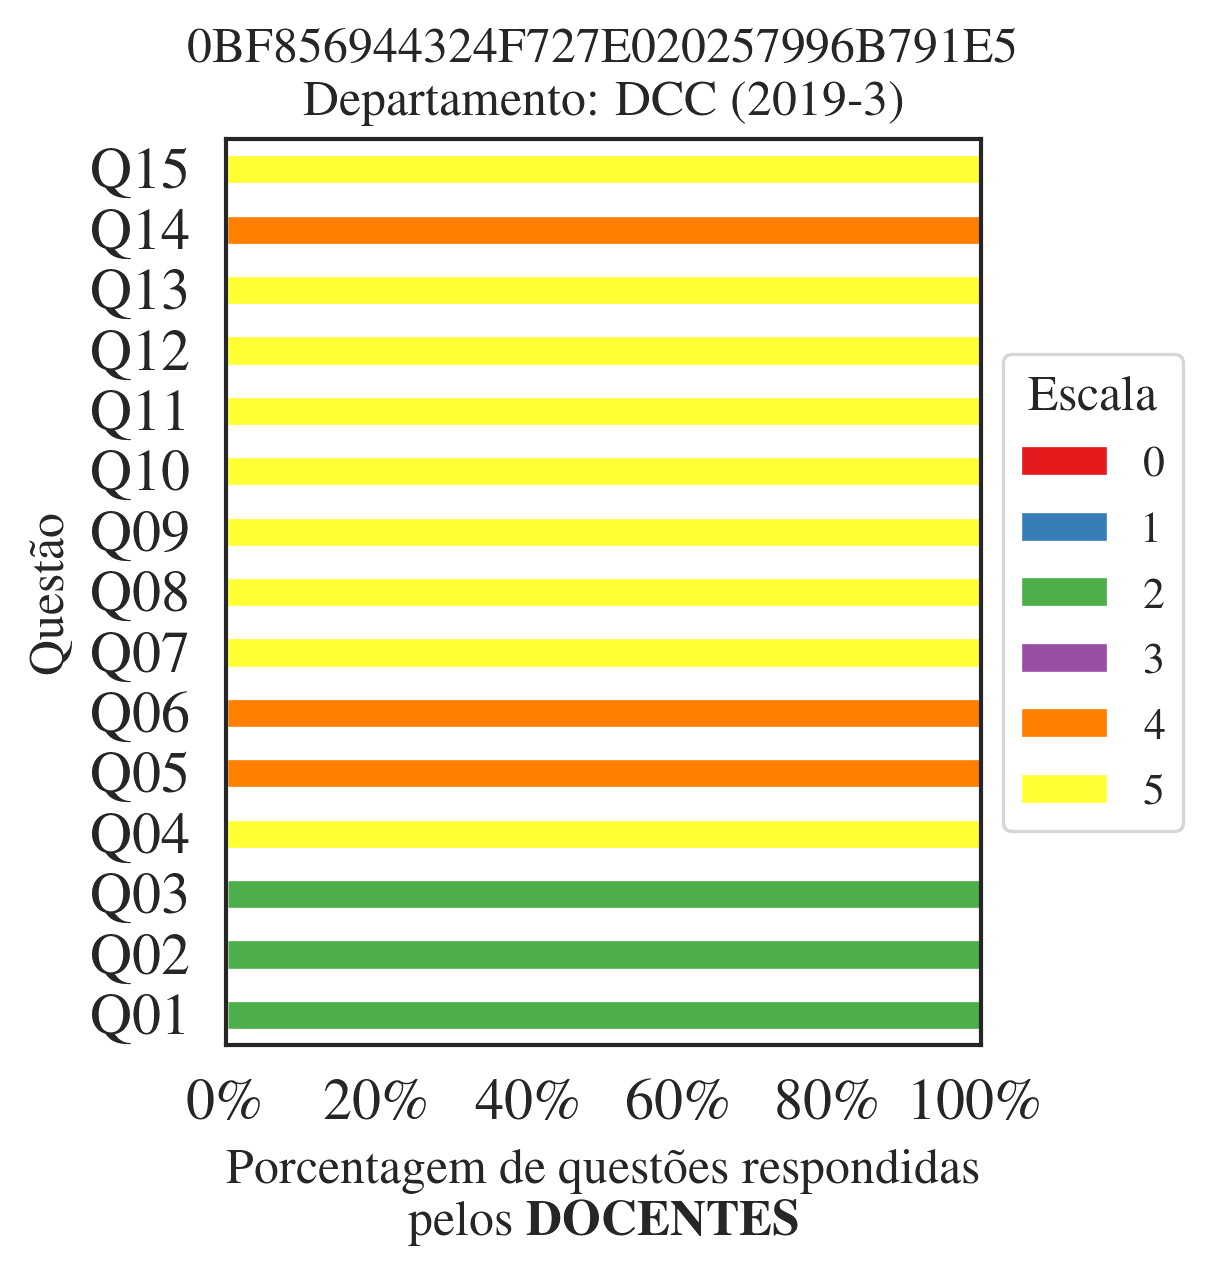 0BF856944324F727E020257996B791E5
Departamento: DCC (2019-3)
Questão
Q15
Q14
Q13
Q12
Q11
Q10
Q09
Q08
Q07
Q06
Q05
Q04
Q03
Q02
Q01
0% 20% 40% 60% 80% 100%
Porcentagem de questões respondidas
pelos DOCENTES
Escala
0
1
2
3
4
5